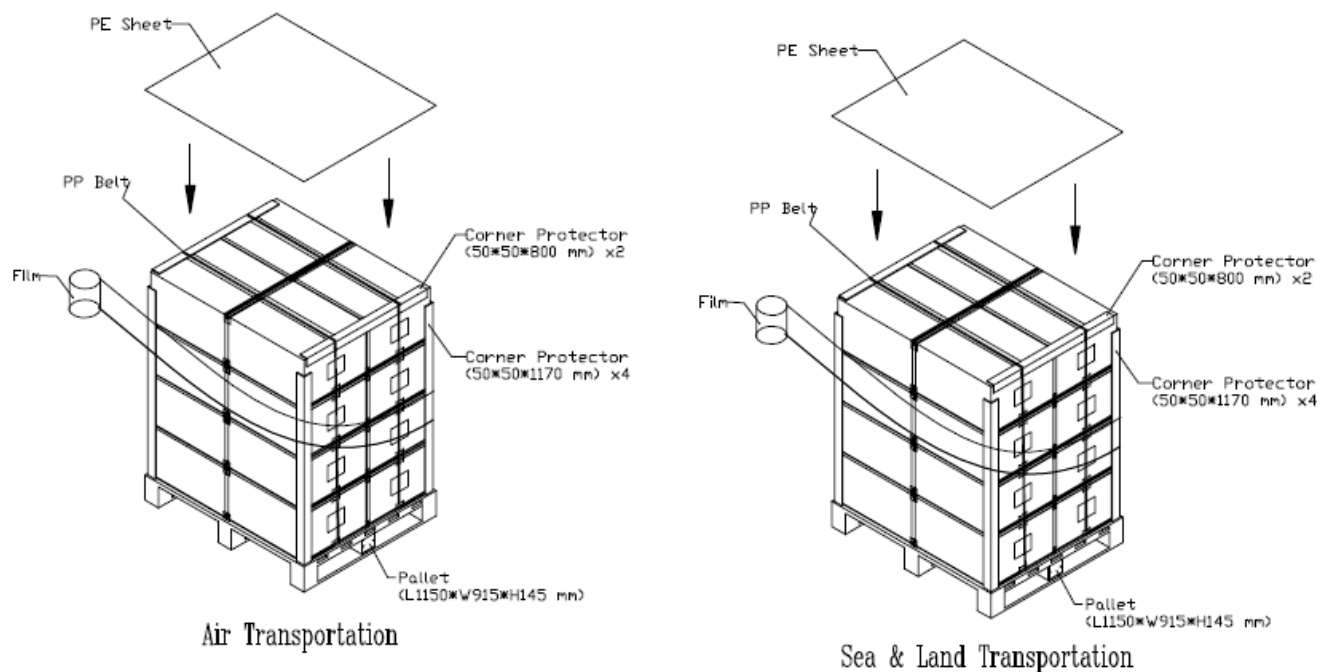 PE Sheet
PP Belt
Corner Protector
(50*50*800 mm) x2
Film
Corner Protector
(50*50*1170 mm) x4
Pallet
(L1150*W915*H145 mm)
Air Transportation
PE Sheet
PP Belt
Corner Protector
(50*50*800 mm) x2
Film
Corner Protector
(50*50*1170 mm) x4
Pallet
(L1150*W915*H145 mm)
Sea & Land Transportation